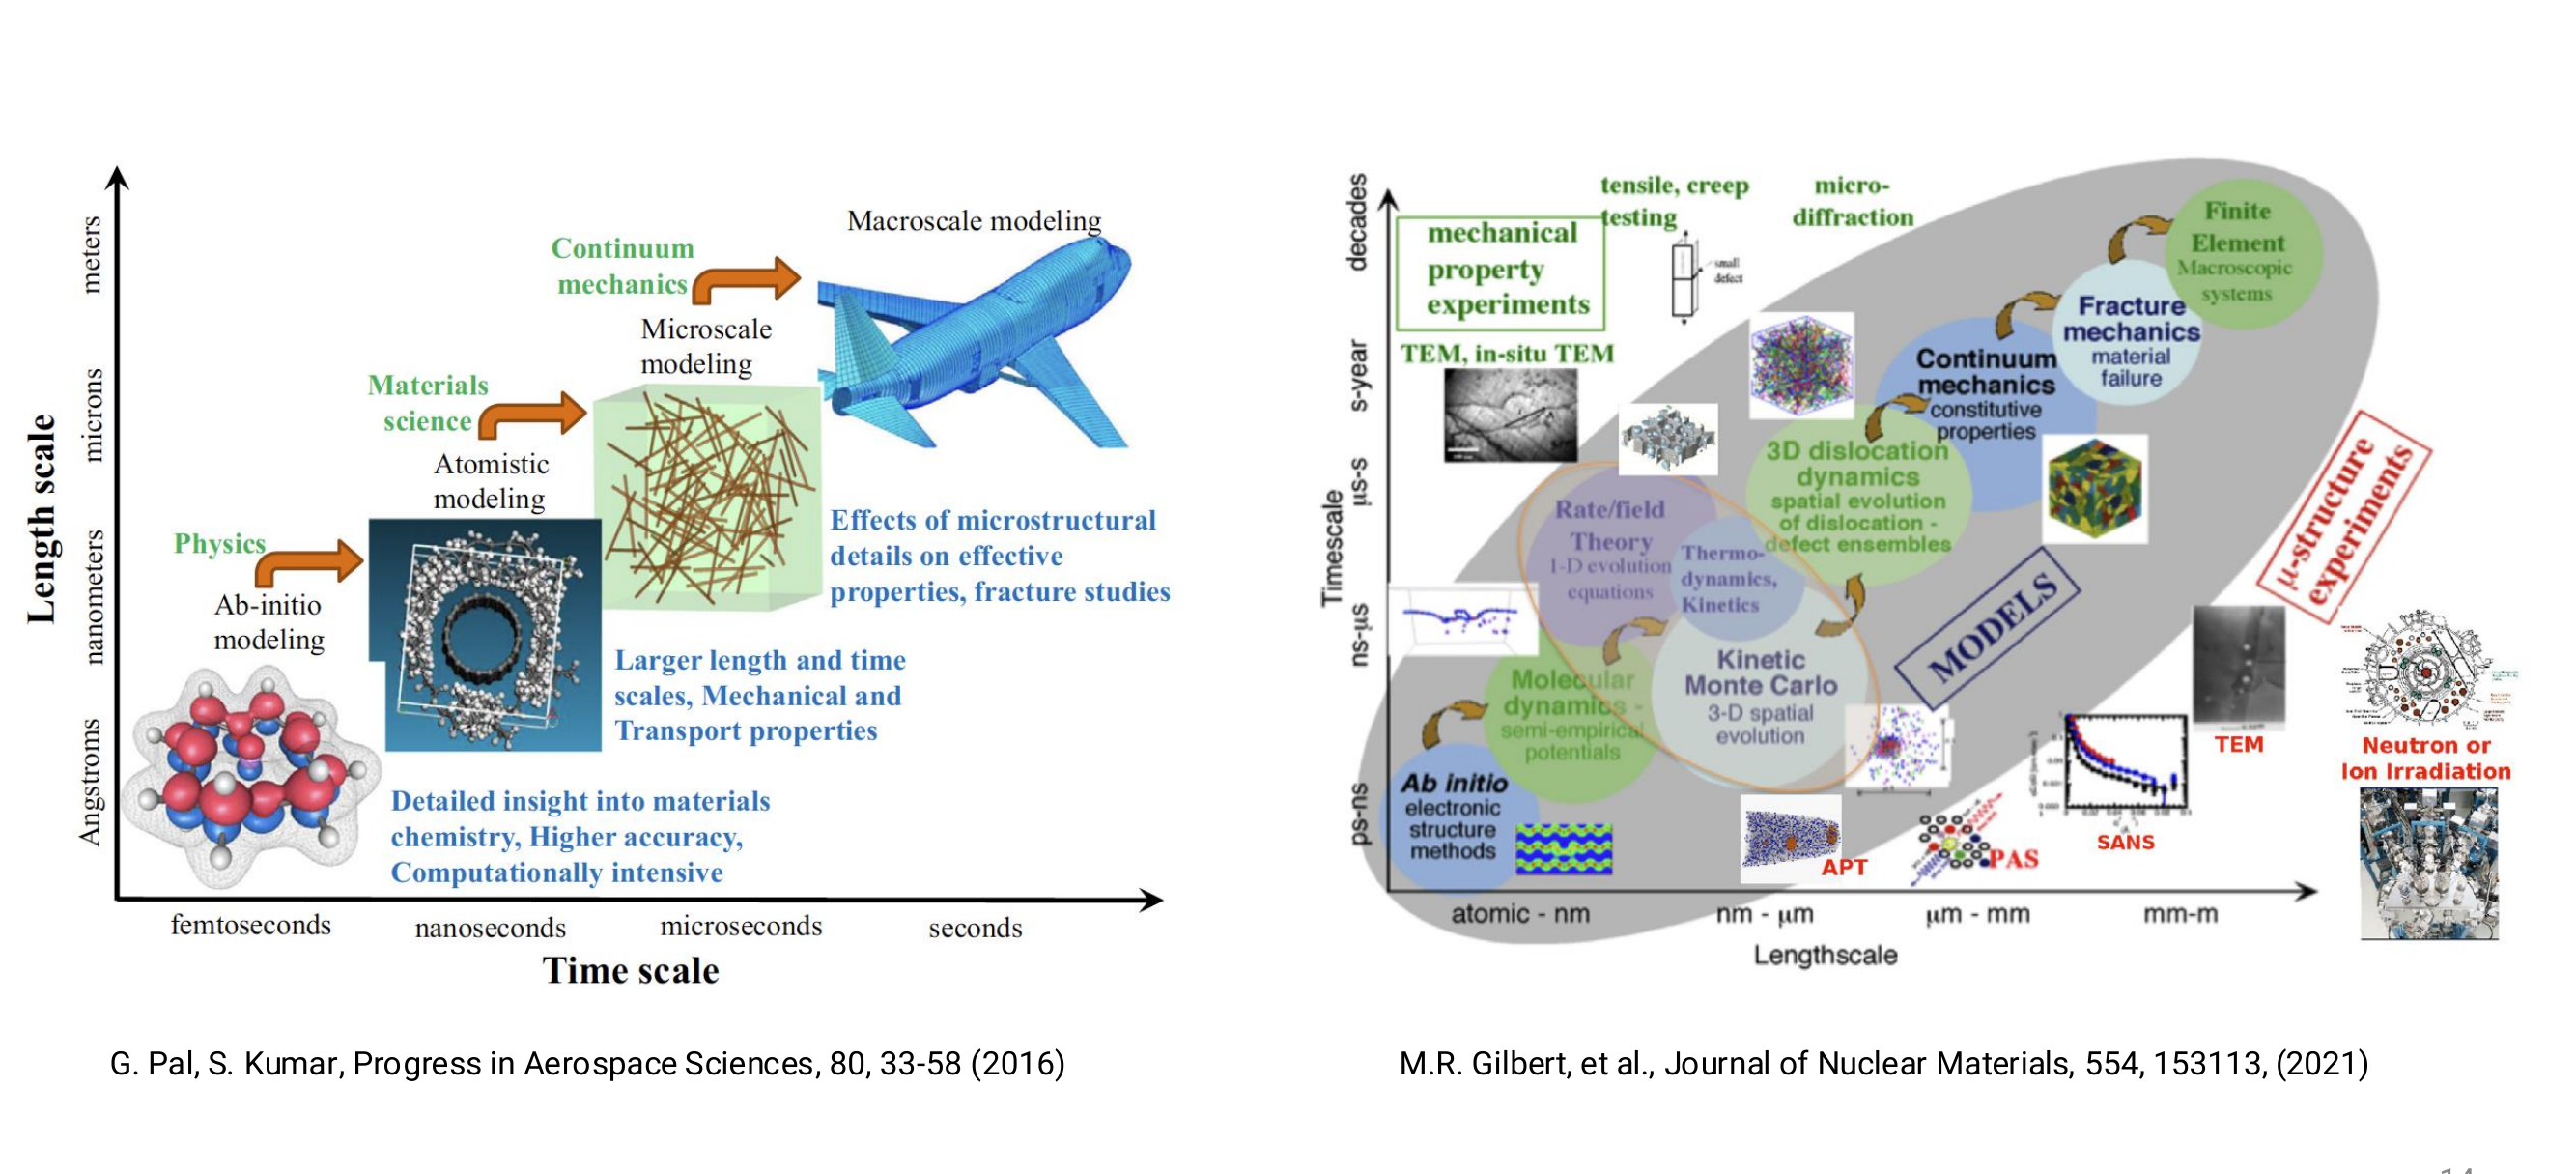 Length scale
meters
microns
nanometers
Angstroms
Macroscale modeling
Continuum
mechanics
Microscale
modeling
Materials
science
Atomistic
modeling
Physics
Ab-initio
modeling
Effects of microstructural
details on effective
properties, fracture studies
Larger length and time
scales, Mechanical and
Transport properties
Detailed insight into materials
chemistry, Higher accuracy,
Computationally intensive
femtoseconds
nanoseconds
microseconds
seconds
Time scale
G. Pal, S. Kumar, Progress in Aerospace Sciences, 80, 33-58 (2016)
Timescale
decades
s-year
μs-s
ns-μs
ps-ns
tensile, creep
testing
micro-
diffraction
mechanical
property
experiments
small
defect
TEM, in-situ TEM
Finite
Element
Macroscopic
systems
Fracture
mechanics
material
failure
Continuum
mechanics
constitutive
properties
3D dislocation
dynamics
spatial evolution
of dislocation -
defect ensembles
Rate/field
Theory
1-D evolution
equations
Thermo-
dynamics,
Kinetics
Kinetic
Monte Carlo
3-D spatial
evolution
Molecular
dynamics -
semi-empirical
potentials
Ab initio
electronic
structure
methods
MODELS
μ-structure
experiments
TEM
Neutron or
Ion Irradiation
SANS
PAS
APT
atomic - nm
nm - μm
μm - mm
mm-m
Lengthscale
M.R. Gilbert, et al., Journal of Nuclear Materials, 554, 153113, (2021)